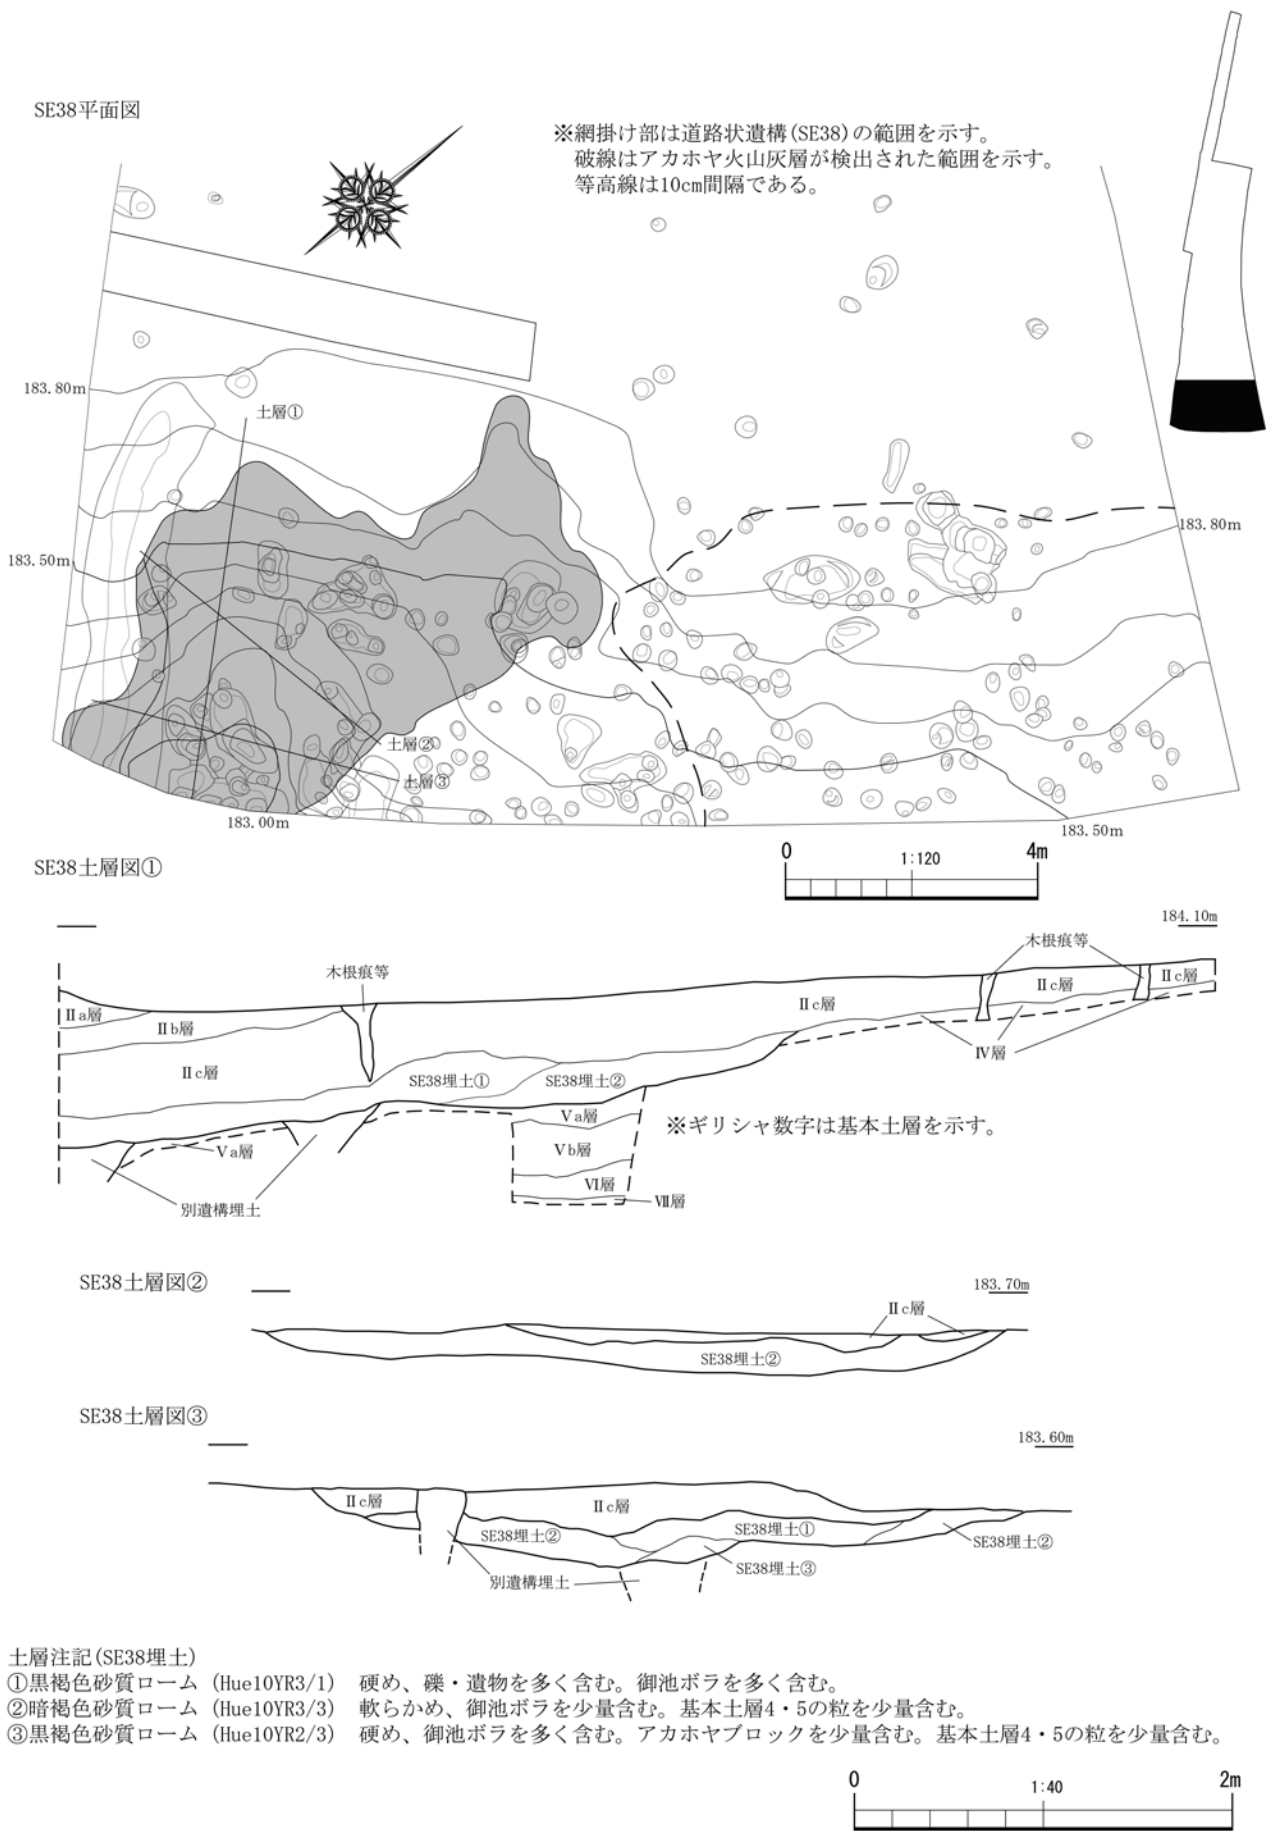 SE38平面図
※網掛け部は道路状遺構(SE38)の範囲を示す。
破線はアカホヤ火山灰層が検出された範囲を示す。
等高線は10cm間隔である。
183.80m
土層①
183.80m
183.50m
土層②
土層③
183.00m
183.50m
SE38土層図①
0
1:120
4m
184.10m
木根痕等
木根痕等
Ⅱc層
Ⅱc層
Ⅱc層
Ⅱa層
Ⅱb層
Ⅱc層
Ⅳ層
SE38埋土①
SE38埋土②
Ⅴa層
※ギリシャ数字は基本土層を示す。
Ⅴa層
Ⅴb層
Ⅵ層
Ⅶ層
別遺構埋土
SE38土層図②
183.70m
Ⅱc層
SE38埋土②
SE38土層図③
183.60m
Ⅱc層
Ⅱc層
SE38埋土①
SE38埋土②
SE38埋土②
SE38埋土③
別遺構埋土
土層注記(SE38埋土)
①黒褐色砂質ローム (Hue10YR3/1) 硬め、礫・遺物を多く含む。御池ボラを多く含む。
②暗褐色砂質ローム (Hue10YR3/3) 軟らかめ、御池ボラを少量含む。基本土層4・5の粒を少量含む。
③黒褐色砂質ローム (Hue10YR2/3) 硬め、御池ボラを多く含む。アカホヤブロックを少量含む。基本土層4・5の粒を少量含む。
0
1:40
2m